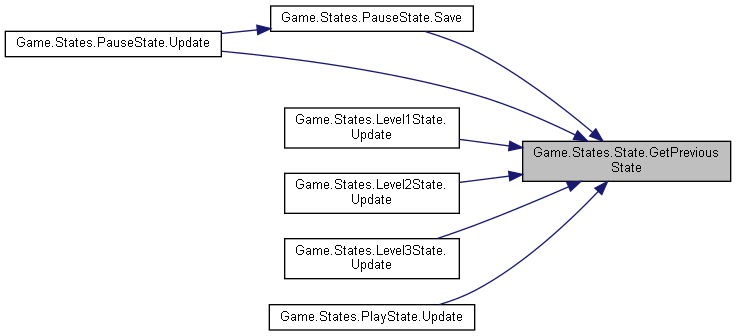 Game.States.PauseState.Save
Game.States.PauseState.Update
Game.States.Level1State.
Update
Game.States.State.GetPrevious
State
Game.States.Level2State.
Update
Game.States.Level3State.
Update
Game.States.PlayState.Update